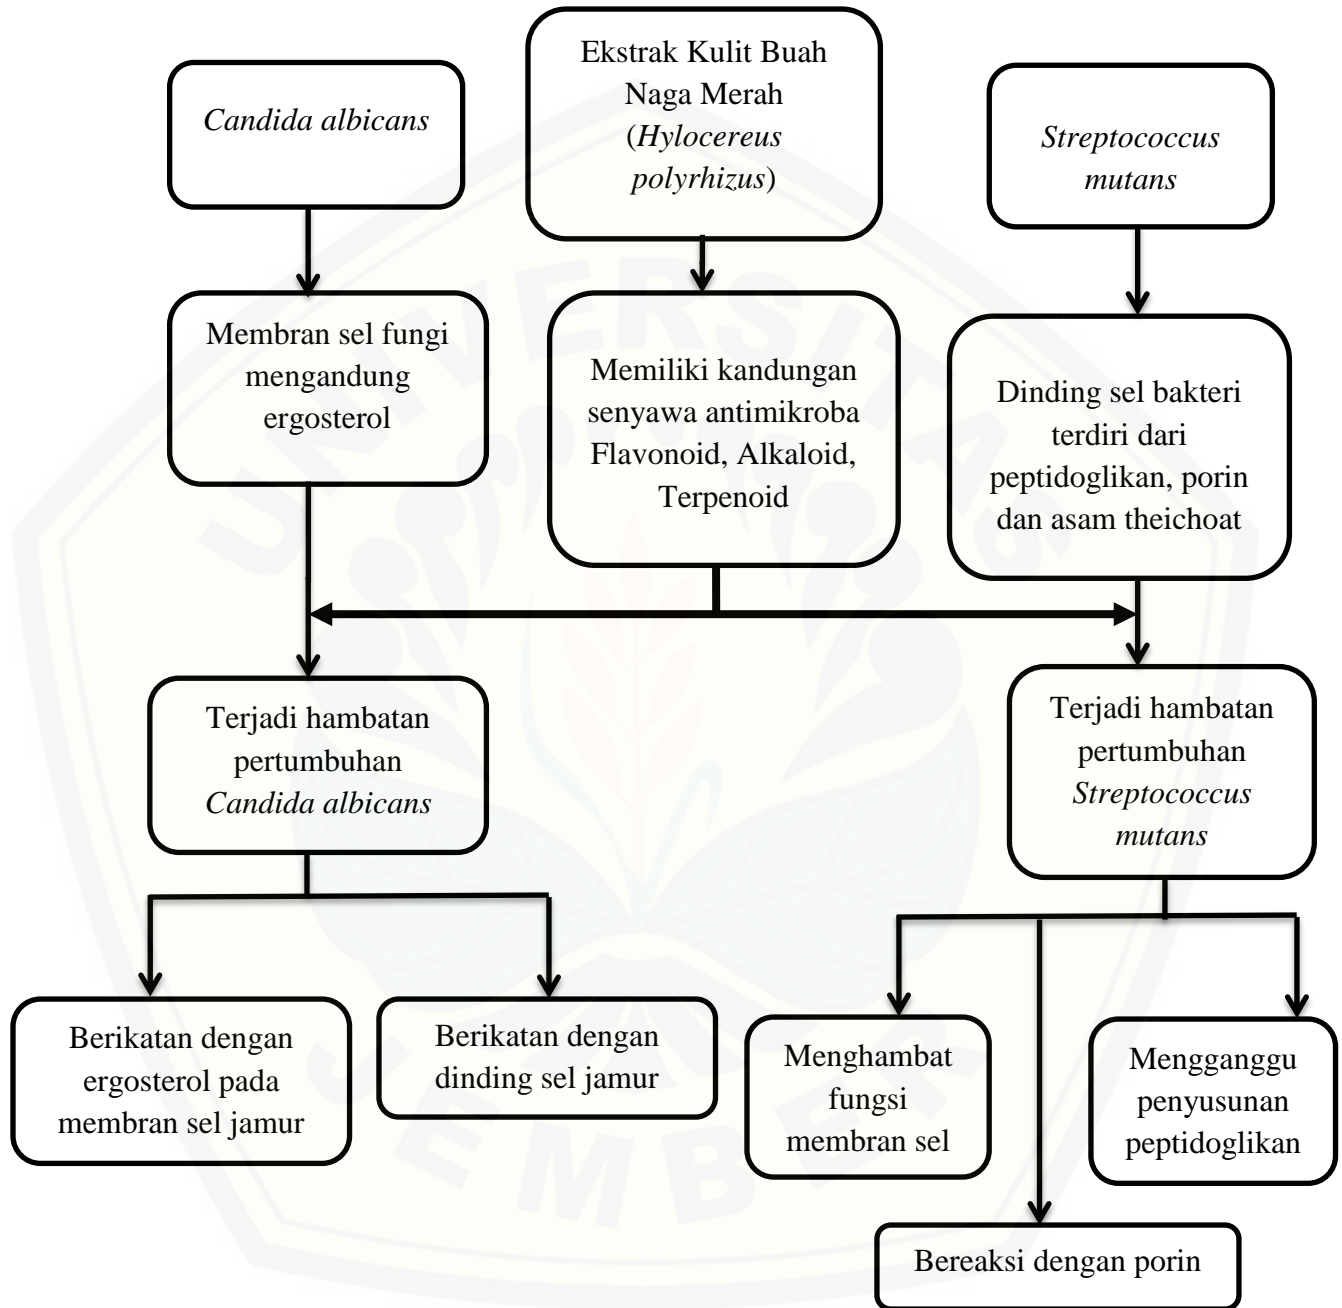 Candida albicans
Ekstrak Kulit Buah
Naga Merah
(Hylocereus
polyrhizus)
Streptococcus
mutans
Membran sel fungi
mengandung
ergosterol
Memiliki kandungan
senyawa antimikroba
Flavonoid, Alkaloid,
Terpenoid
Dinding sel bakteri
terdiri dari
peptidoglikan, porin
dan asam theichoat
Terjadi hambatan
pertumbuhan
Candida albicans
Terjadi hambatan
pertumbuhan
Streptococcus
mutans
Berikatan dengan
ergosterol pada
membran sel jamur
Berikatan dengan
dinding sel jamur
Menghambat
fungsi
membran sel
Mengganggu
penyusunan
peptidoglikan
Bereaksi dengan porin
UNIVERSITAS
JEMBER